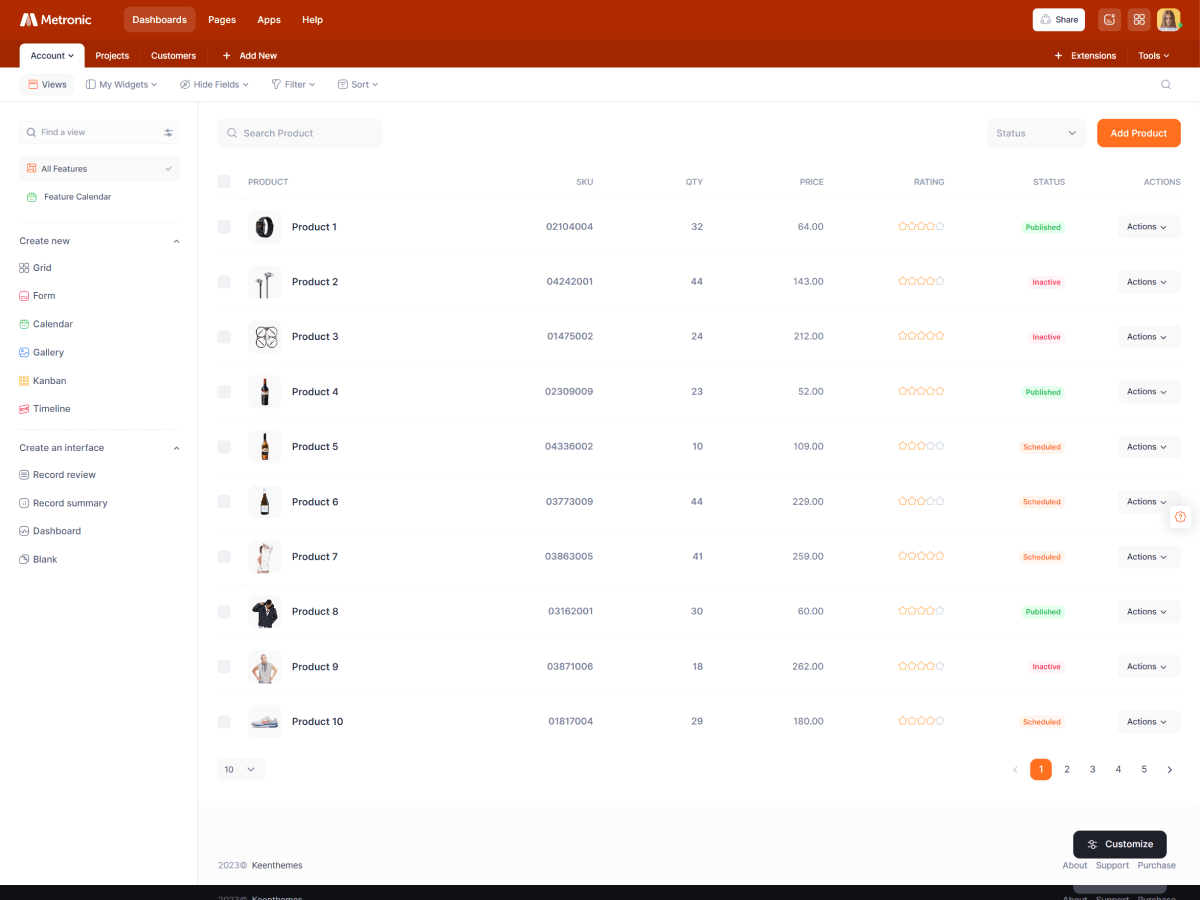 Metronic Dashboards Pages Apps Help Share
Account Projects Customers + Add New + Extensions Tools
Views My Widgets Hide Fields Filter Sort
Find a view
All Features
Feature Calendar
Create new
Grid
Form
Calendar
Gallery
Kanban
Timeline
Create an interface
Record review
Record summary
Dashboard
Blank
Search Product Status Add Product
PRODUCT SKU QTY PRICE RATING STATUS ACTIONS
Product 1 02104004 32 64.00 Published Actions
Product 2 04242001 44 143.00 Inactive Actions
Product 3 01475002 24 212.00 Inactive Actions
Product 4 02309009 23 52.00 Published Actions
Product 5 04336002 10 109.00 Scheduled Actions
Product 6 03773009 44 229.00 Scheduled Actions
Product 7 03863005 41 259.00 Scheduled Actions
Product 8 03162001 30 60.00 Published Actions
Product 9 03871006 18 262.00 Inactive Actions
Product 10 01817004 29 180.00 Scheduled Actions
10 1 2 3 4 5
Customize
2023© Keenthemes About Support Purchase
2023© Keenthemes About Support Purchase